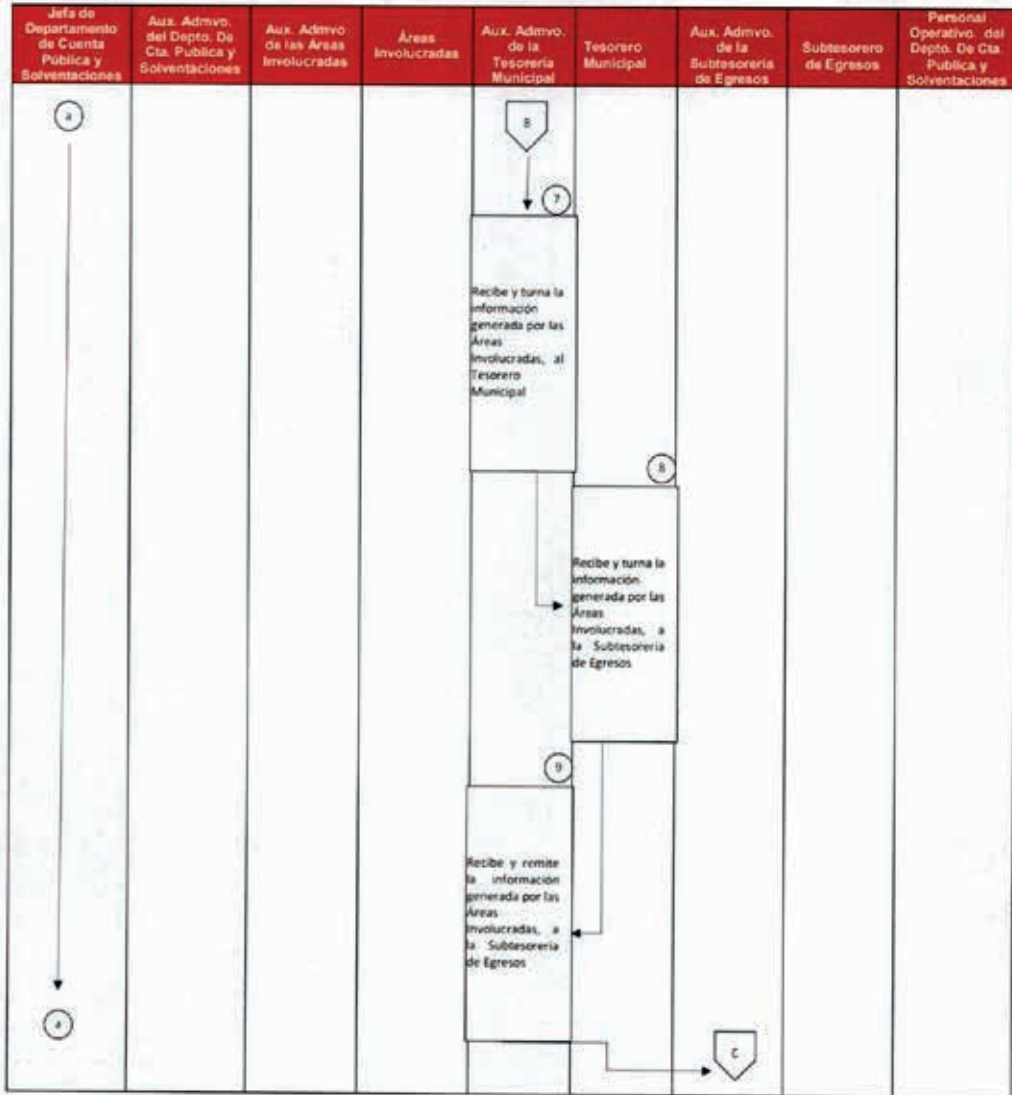 Jefa de
Departamento
de Cuenta
Pública y
Solventaciones
Aux. Admvo.
del Depto. De
Cta. Publica y
Solventaciones
Aux. Admvo
de las Áreas
Involucradas
Áreas
Involucradas
Aux. Admvo.
de la
Tesorería
Municipal
Tesorero
Municipal
Aux. Admvo.
de la
Subtesorería
de Egresos
Subtesorero
de Egresos
Personal
Operativo. del
Depto. De Cta.
Publica y
Solventaciones
a
B
7
Recibe y turna la
información
generada por las
Áreas
Involucradas, al
Tesorero
Municipal
8
Recibe y turna la
información
generada por las
Áreas
Involucradas, a
la Subtesorería
de Egresos
9
Recibe y remite
la información
generada por las
Áreas
Involucradas, a
la Subtesorería
de Egresos
a
C